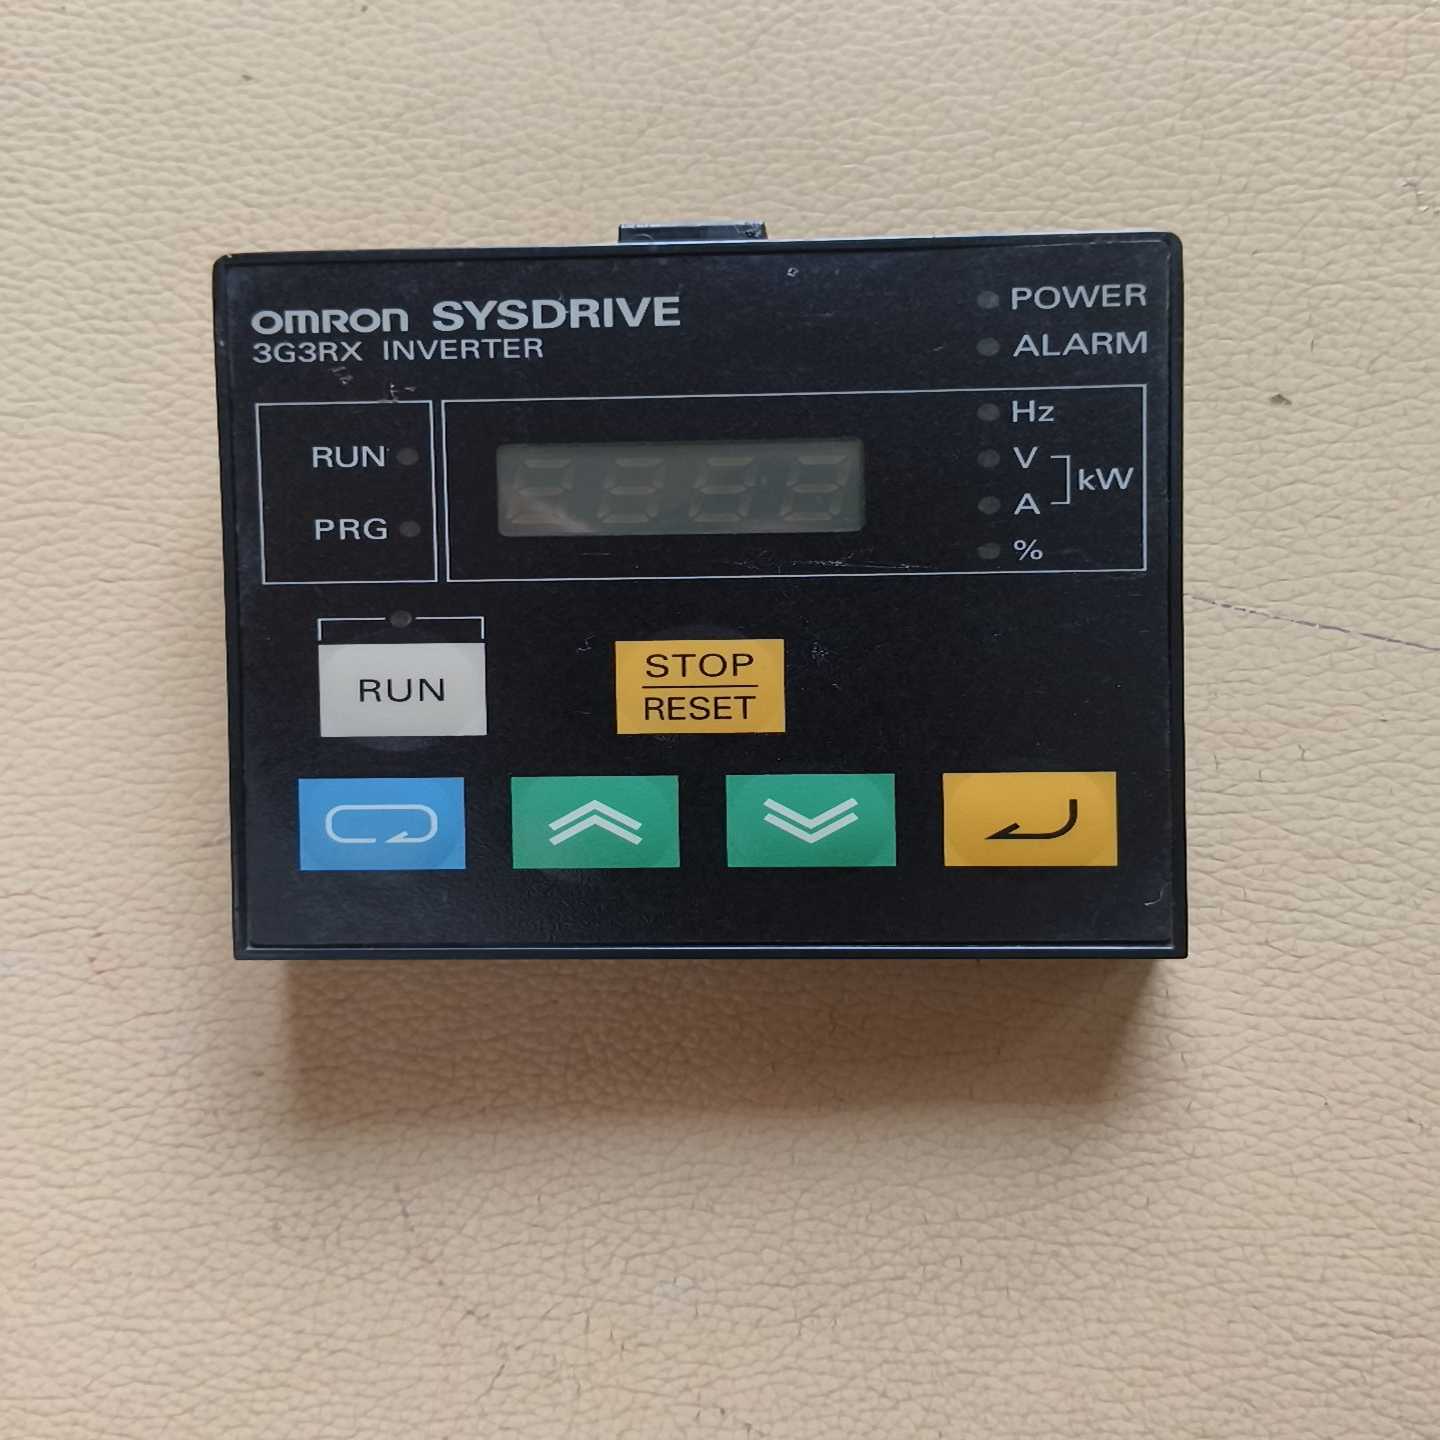 OMRON SYSDRIVE
3G3RX INVERTER
POWER
ALARM
RUN
PRG
Hz
V
A
kW
%
RUN
STOP
RESET